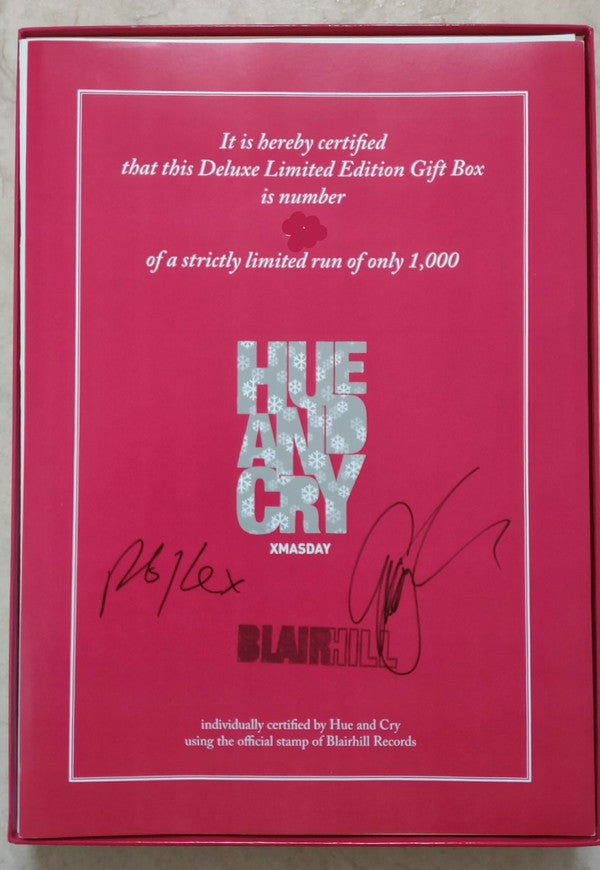 It is hereby certified
that this Deluxe Limited Edition Gift Box
is number
of a strictly limited run of only 1,000
HUE
AND
CRY
XMASDAY
BLAIRHILL
individually certified by Hue and Cry
using the official stamp of Blairhill Records